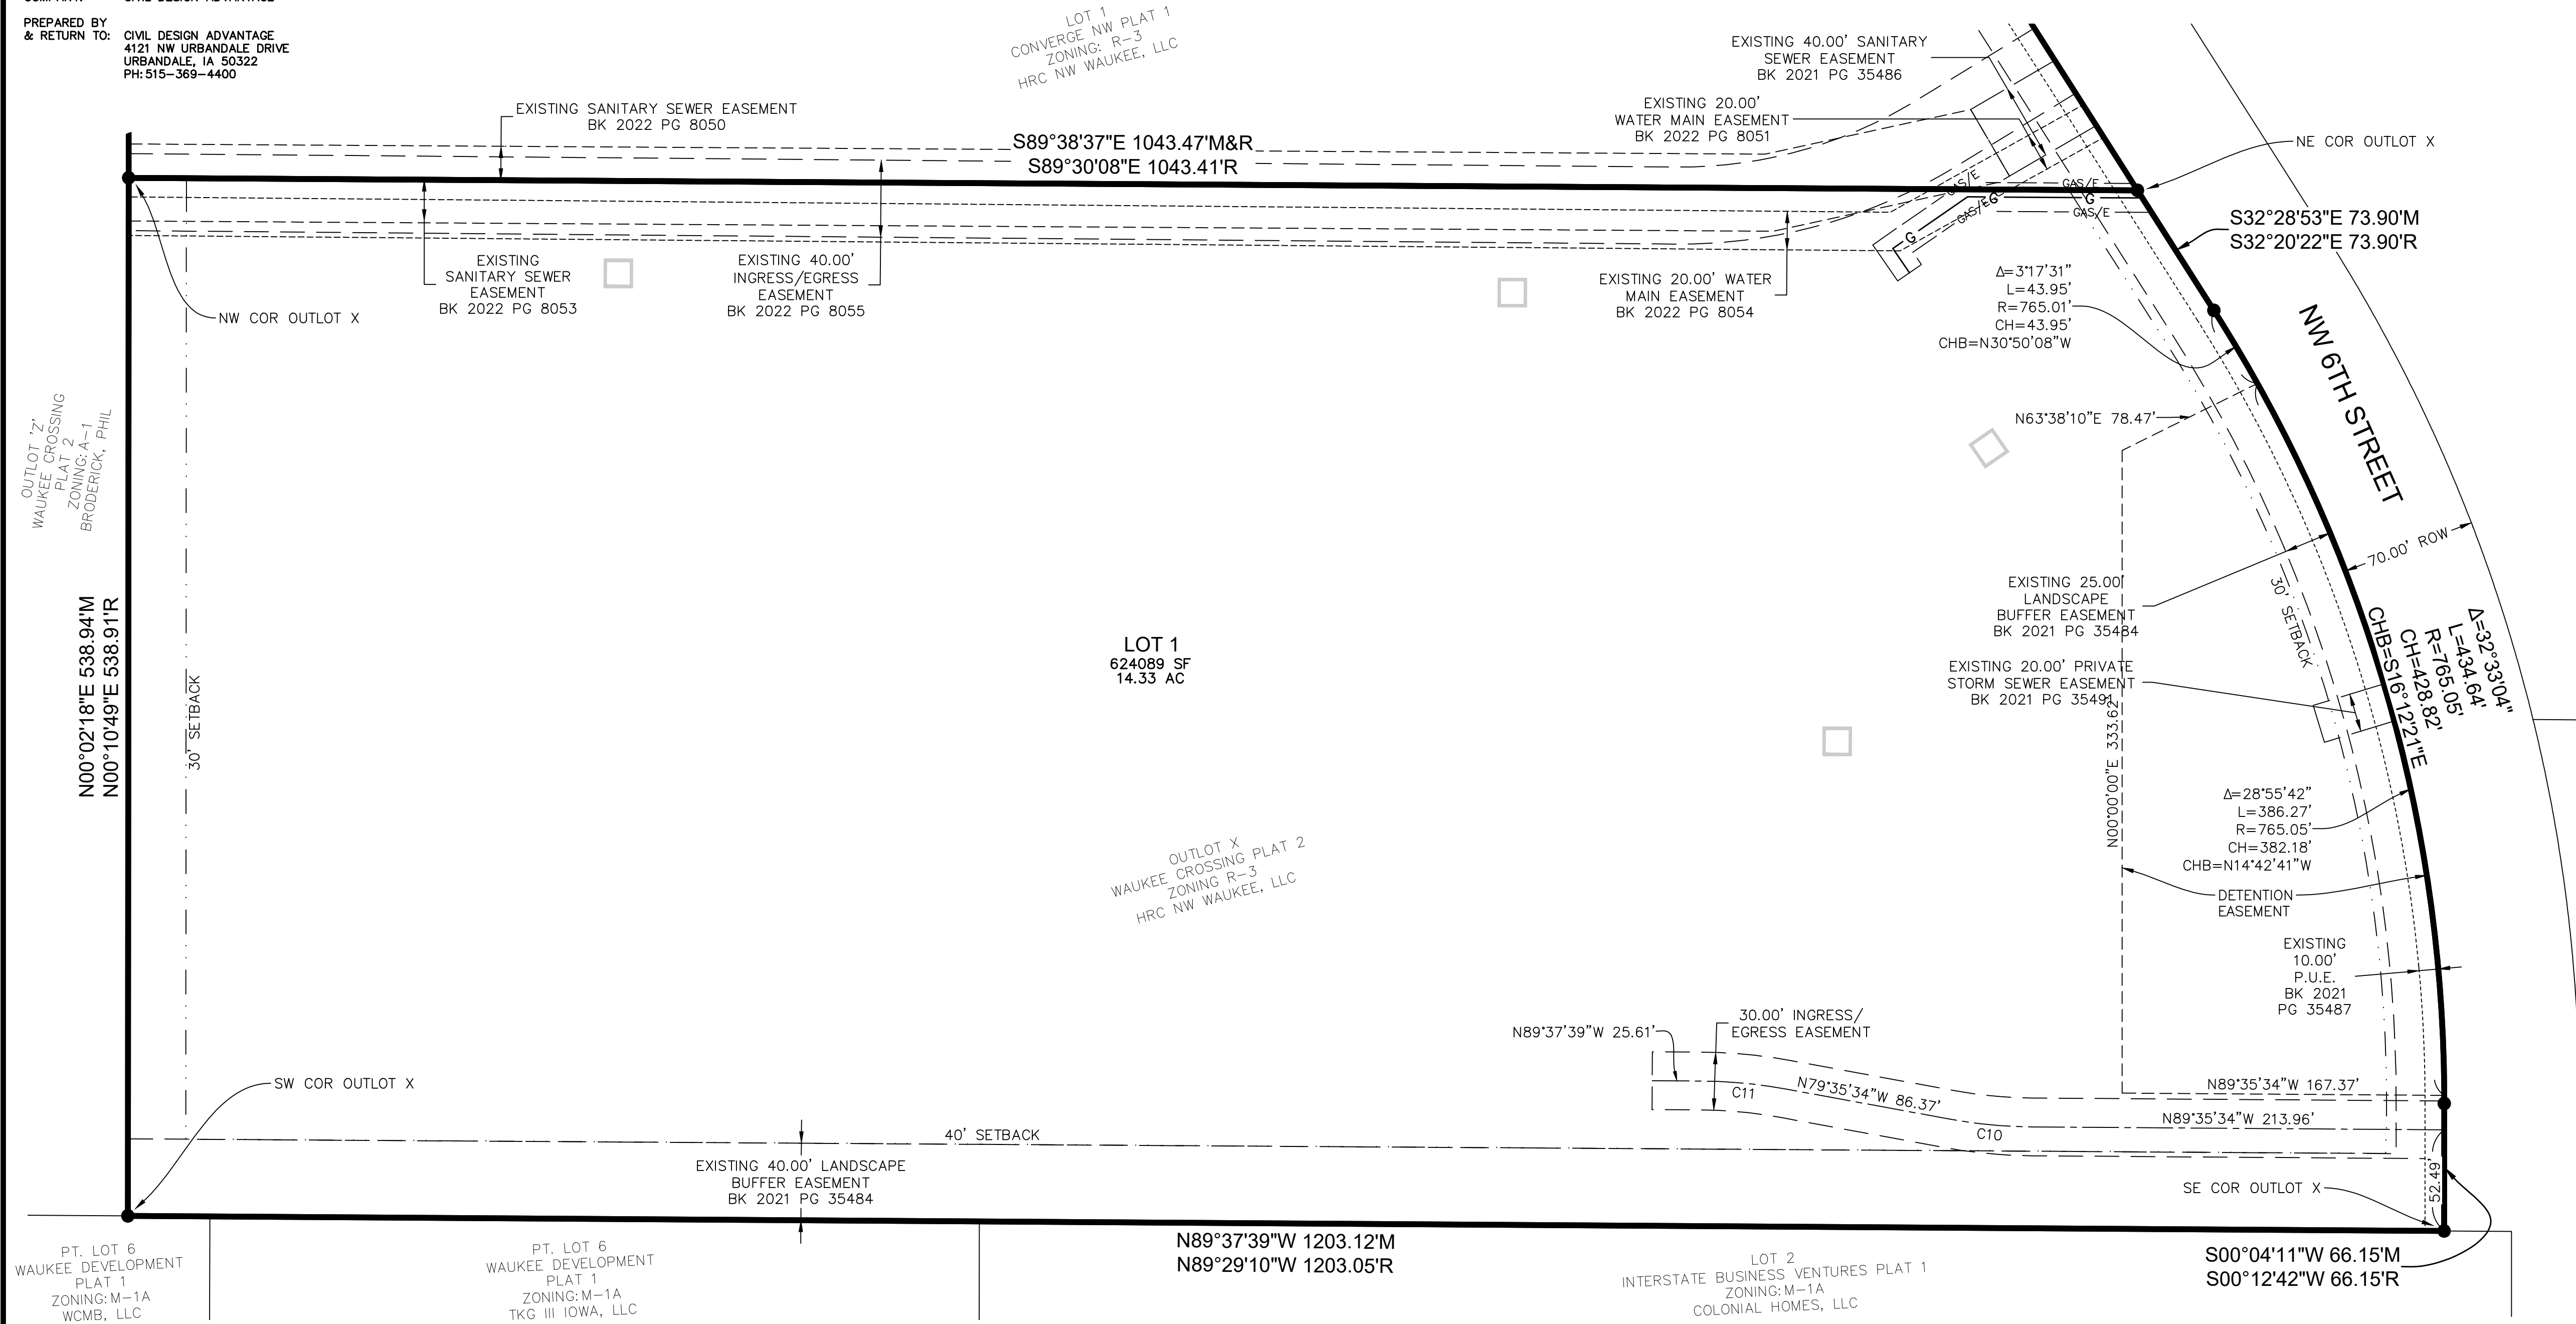 PREPARED BY
& RETURN TO: CIVIL DESIGN ADVANTAGE
4121 NW URBANDALE DRIVE
URBANDALE, IA 50322
PH: 515-369-4400
LOT 1
CONVERGE NW PLAT 1
ZONING: R-3
HRC NW WAUKEE, LLC
EXISTING 40.00' SANITARY
SEWER EASEMENT
BK 2021 PG 35486
EXISTING 20.00'
WATER MAIN EASEMENT
BK 2022 PG 8051
EXISTING SANITARY SEWER EASEMENT
BK 2022 PG 8050
S89°38'37"E 1043.47'M&R
S89°30'08"E 1043.41'R
NE COR OUTLOT X
GAS/E
GAS/E
G
GAS/E
GAS/E
G
G
S32°28'53"E 73.90'M
S32°20'22"E 73.90'R
EXISTING
SANITARY SEWER
EASEMENT
BK 2022 PG 8053
EXISTING 40.00'
INGRESS/EGRESS
EASEMENT
BK 2022 PG 8055
EXISTING 20.00' WATER
MAIN EASEMENT
BK 2022 PG 8054
Δ=3°17'31"
L=43.95'
R=765.01'
CH=43.95'
CHB=N30°50'08"W
NW COR OUTLOT X
NW 6TH STREET
N63°38'10"E 78.47'
OUTLOT 'Z'
WAUKEE CROSSING
PLAT 2
ZONING: A-1
BRODERICK, PHIL
70.00' ROW
30' SETBACK
EXISTING 25.00'
LANDSCAPE
BUFFER EASEMENT
BK 2021 PG 35484
N00°02'18"E 538.94'M
N00°10'49"E 538.91'R
30' SETBACK
LOT 1
624089 SF
14.33 AC
EXISTING 20.00' PRIVATE
STORM SEWER EASEMENT
BK 2021 PG 35491
N00°00'00"E 333.62'
Δ=32°33'04"
L=434.64'
R=765.05'
CH=428.82'
CHB=S16°12'21"E
Δ=28°55'42"
L=386.27'
R=765.05'
CH=382.18'
CHB=N14°42'41"W
OUTLOT X
WAUKEE CROSSING PLAT 2
ZONING R-3
HRC NW WAUKEE, LLC
DETENTION
EASEMENT
EXISTING
10.00'
P.U.E.
BK 2021
PG 35487
30.00' INGRESS/
EGRESS EASEMENT
N89°37'39"W 25.61'
SW COR OUTLOT X
C11
N79°35'34"W 86.37'
N89°35'34"W 167.37'
N89°35'34"W 213.96'
C10
40' SETBACK
EXISTING 40.00' LANDSCAPE
BUFFER EASEMENT
BK 2021 PG 35484
52.49'
SE COR OUTLOT X
PT. LOT 6
WAUKEE DEVELOPMENT
PLAT 1
ZONING: M-1A
WCMB, LLC
PT. LOT 6
WAUKEE DEVELOPMENT
PLAT 1
ZONING: M-1A
TKG III IOWA, LLC
N89°37'39"W 1203.12'M
N89°29'10"W 1203.05'R
LOT 2
INTERSTATE BUSINESS VENTURES PLAT 1
ZONING: M-1A
COLONIAL HOMES, LLC
S00°04'11"W 66.15'M
S00°12'42"W 66.15'R